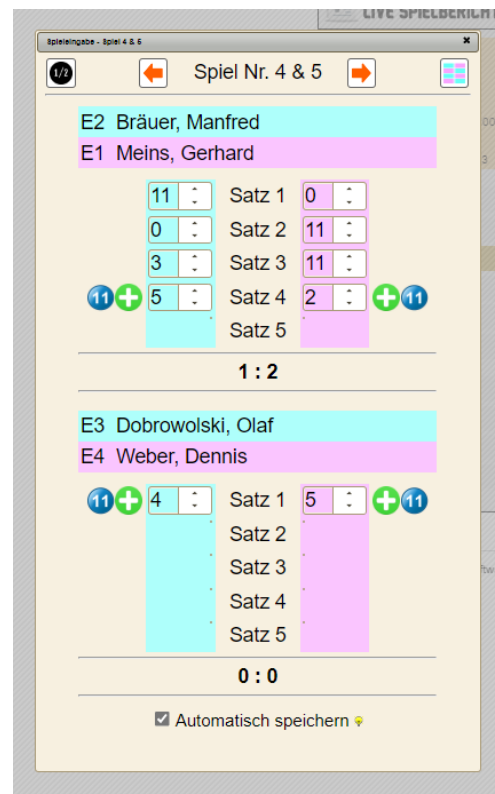 LIVE SPIELBERICHT
Spieleingabe - Spiel 4 & 5
1/2 Spiel Nr. 4 & 5
E2 Bräuer, Manfred
E1 Meins, Gerhard
11 Satz 1 0
0 Satz 2 11
3 Satz 3 11
11 5 Satz 4 2 11
Satz 5
1 : 2
E3 Dobrowolski, Olaf
E4 Weber, Dennis
11 4 Satz 1 5 11
Satz 2
Satz 3
Satz 4
Satz 5
0 : 0
Automatisch speichern